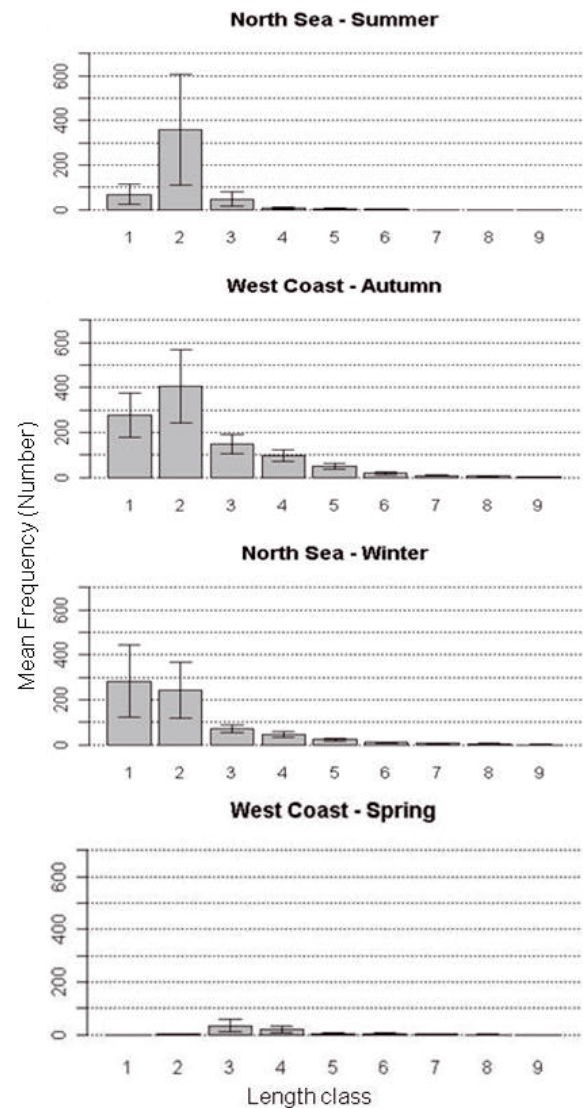 North Sea - Summer
600
400
200
0
1 2 3 4 5 6 7 8 9
West Coast - Autumn
600
400
200
0
1 2 3 4 5 6 7 8 9
Mean Frequency (Number)
North Sea - Winter
600
400
200
0
1 2 3 4 5 6 7 8 9
West Coast - Spring
600
400
200
0
1 2 3 4 5 6 7 8 9
Length class